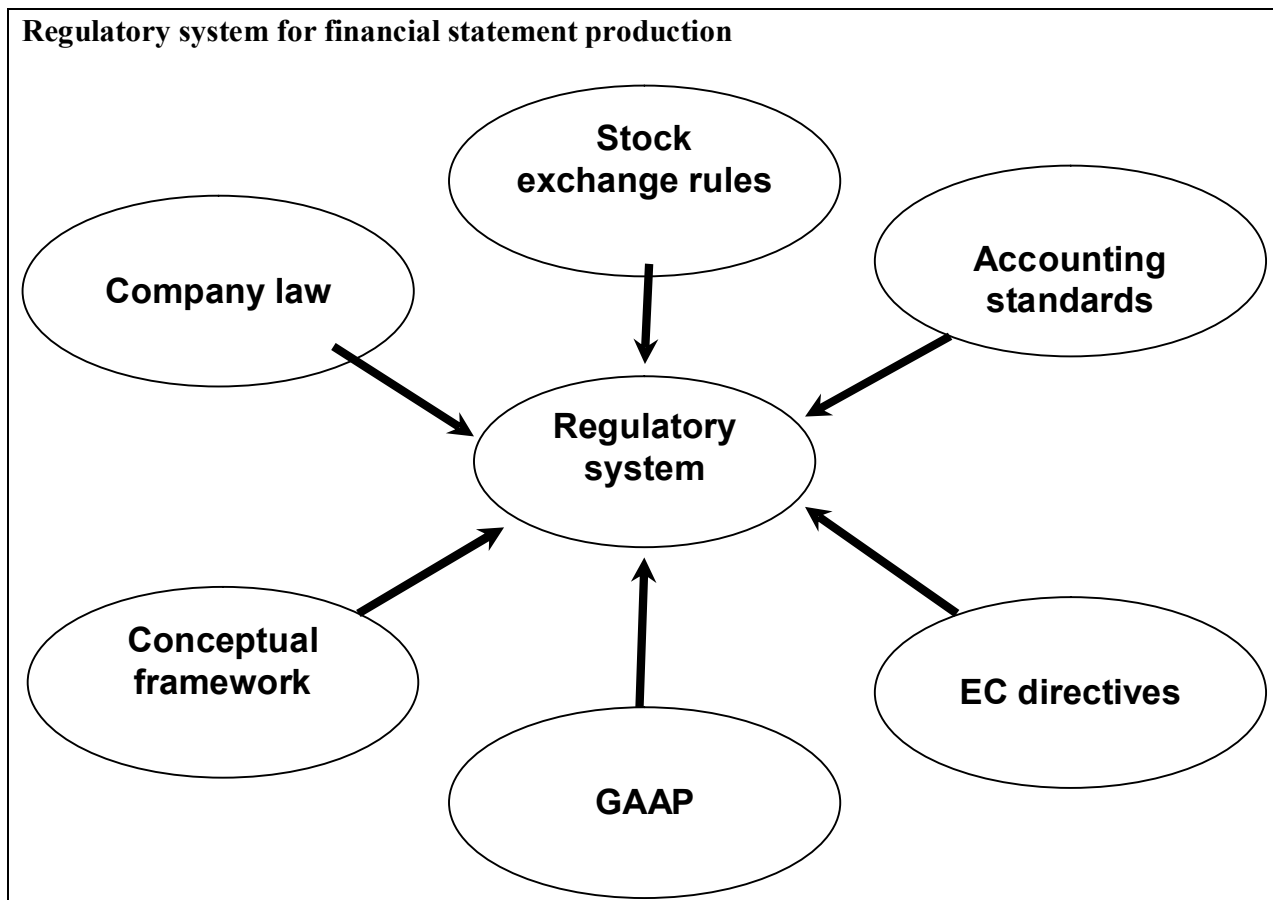 Regulatory system for financial statement production
Stock
exchange rules
Accounting
standards
Company law
Regulatory
system
Conceptual
framework
EC directives
GAAP